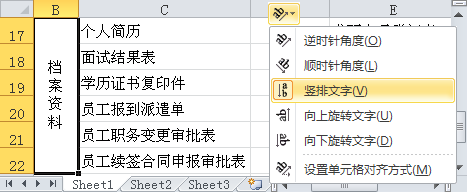 B C E
17 个人简历
18 面试结果表
19 学历证书复印件
20 员工报到派遣单
21 员工职务变更审批表
22 员工续签合同申报审批表
档案资料
逆时针角度(O)
顺时针角度(L)
竖排文字(V)
向上旋转文字(U)
向下旋转文字(D)
设置单元格对齐方式(M)
Sheet1 Sheet2 Sheet3